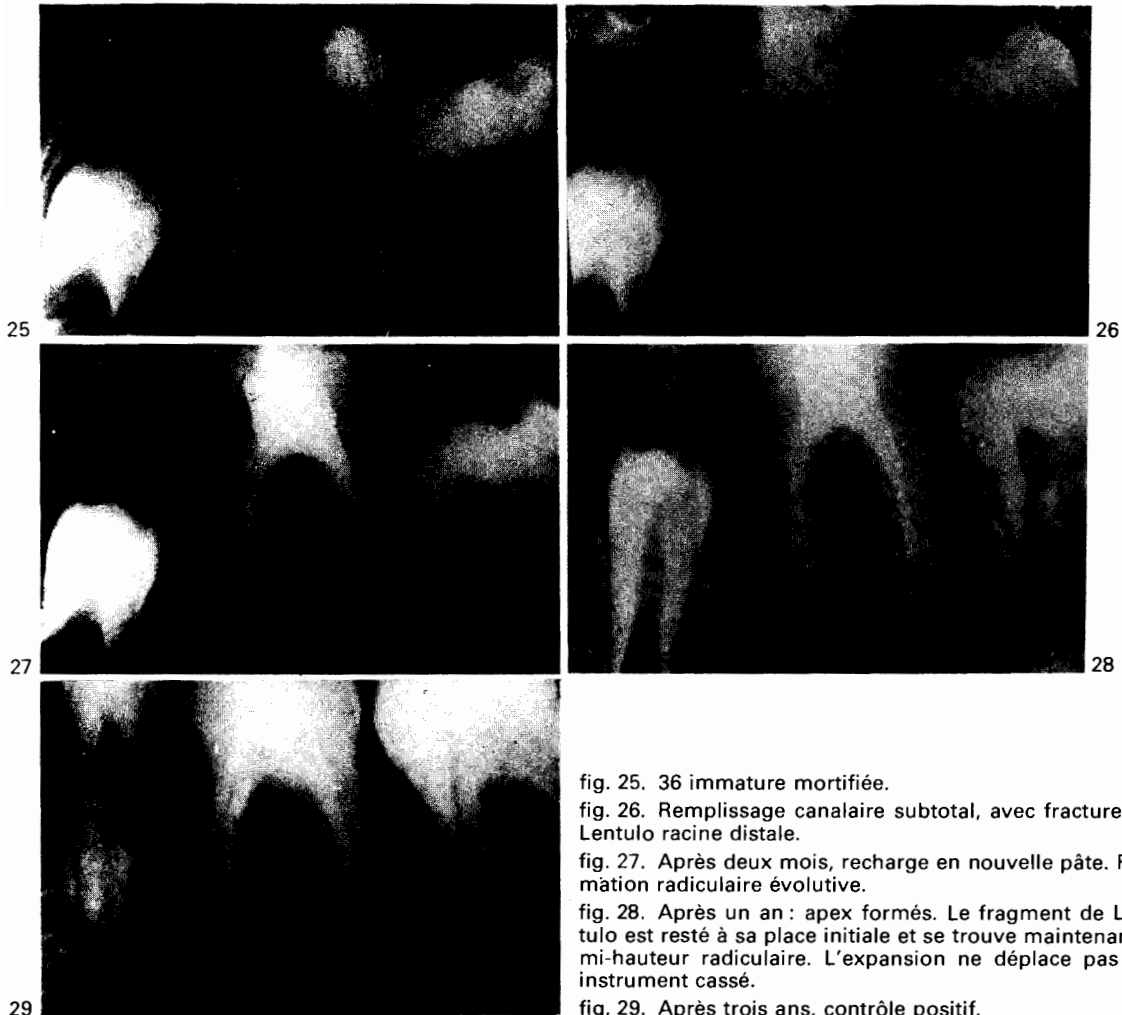 25
26
27
28
29
fig. 25. 36 immature mortifiée.
fig. 26. Remplissage canalaire subtotal, avec fracture
Lentulo racine distale.
fig. 27. Après deux mois, recharge en nouvelle pâte.
mation radiculaire évolutive.
fig. 28. Après un an : apex formés. Le fragment de L
tulo est resté à sa place initiale et se trouve maintenan
mi-hauteur radiculaire. L'expansion ne déplace pas
instrument cassé.
fig. 29. Après trois ans, contrôle positif.